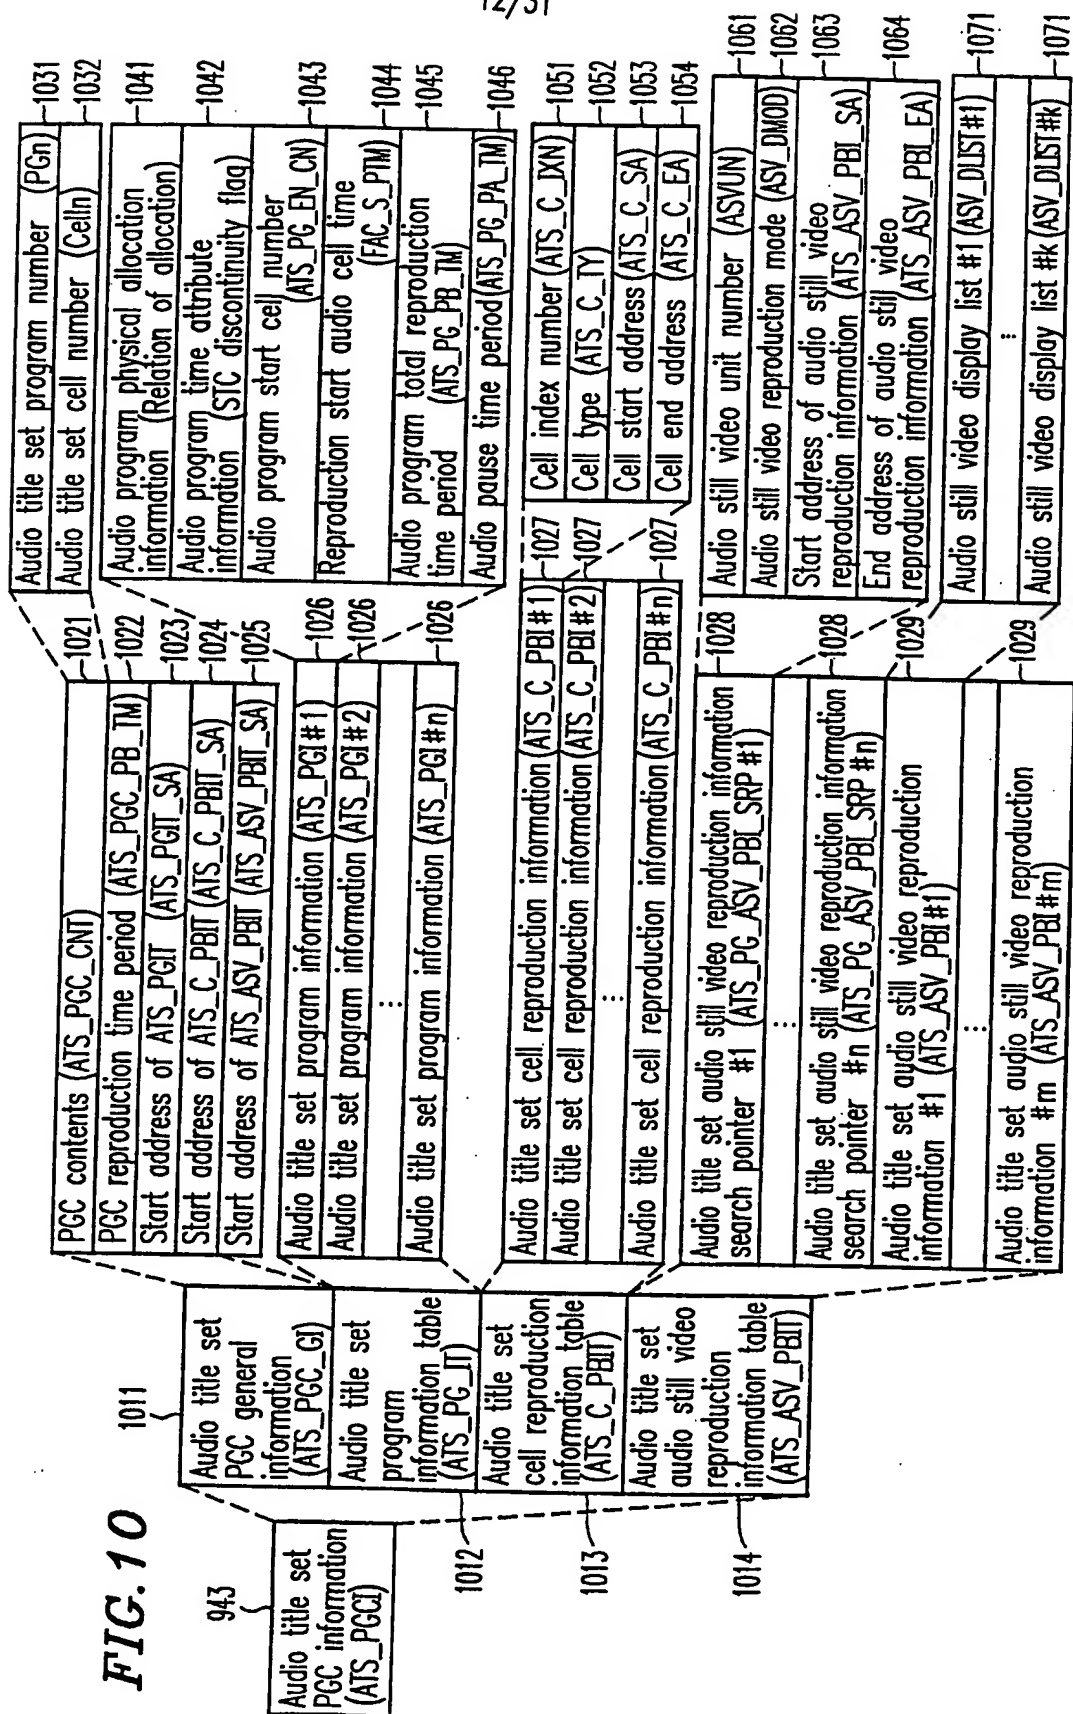 12/31
FIG. 10
943
Audio title set
PGC information
(ATS_PGCI)
1011
Audio title set
PGC general
information
(ATS_PGC_GI)
Audio title set
program
information table
(ATS_PG_IT)
1012
Audio title set
cell reproduction
information table
(ATS_C_PBIT)
1013
Audio title set
audio still video
reproduction
information table
(ATS_ASV_PBIT)
1014
PGC contents (ATS_PGC_CNT)
1021
PGC reproduction time period (ATS_PGC_PB_TM)
1022
Start address of ATS_PGIT (ATS_PGIT_SA)
1023
Start address of ATS_C_PBIT (ATS_C_PBIT_SA)
1024
Start address of ATS_ASV_PBIT (ATS_ASV_PBIT_SA)
1025
Audio title set program information (ATS_PGI#1)
1026
Audio title set program information (ATS_PGI#2)
1026
⋮
Audio title set program information (ATS_PGI#n)
1026
Audio title set cell reproduction information (ATS_C_PBI#1)
1027
Audio title set cell reproduction information (ATS_C_PBI#2)
1027
⋮
Audio title set cell reproduction information (ATS_C_PBI#n)
1027
Audio title set audio still video reproduction information
search pointer #1 (ATS_PG_ASV_PBI_SRP #1)
1028
⋮
Audio title set audio still video reproduction information
search pointer #n (ATS_PG_ASV_PBI_SRP #n)
1028
Audio title set audio still video reproduction
information #1 (ATS_ASV_PBI#1)
1029
⋮
Audio title set audio still video reproduction
information #m (ATS_ASV_PBI#m)
1029
Audio title set program number (PGn)
1031
Audio title set cell number (Celln)
1032
Audio program physical allocation
information (Relation of allocation)
1041
Audio program time attribute
information (STC discontinuity flag)
1042
Audio program start cell number
(ATS_PG_EN_CN)
1043
Reproduction start audio cell time
(FAC_S_PTM)
1044
Audio program total reproduction
time period (ATS_PG_PB_TM)
1045
Audio pause time period (ATS_PG_PA_TM)
1046
Cell index number (ATS_C_IXN)
1051
Cell type (ATS_C_TY)
1052
Cell start address (ATS_C_SA)
1053
Cell end address (ATS_C_EA)
1054
Audio still video unit number (ASVUN)
1061
Audio still video reproduction mode (ASV_DMOD)
1062
Start address of audio still video
reproduction information (ATS_ASV_PBI_SA)
1063
End address of audio still video
reproduction information (ATS_ASV_PBI_EA)
1064
Audio still video display list #1 (ASV_DLIST#1)
1071
⋮
Audio still video display list #k (ASV_DLIST#k)
1071